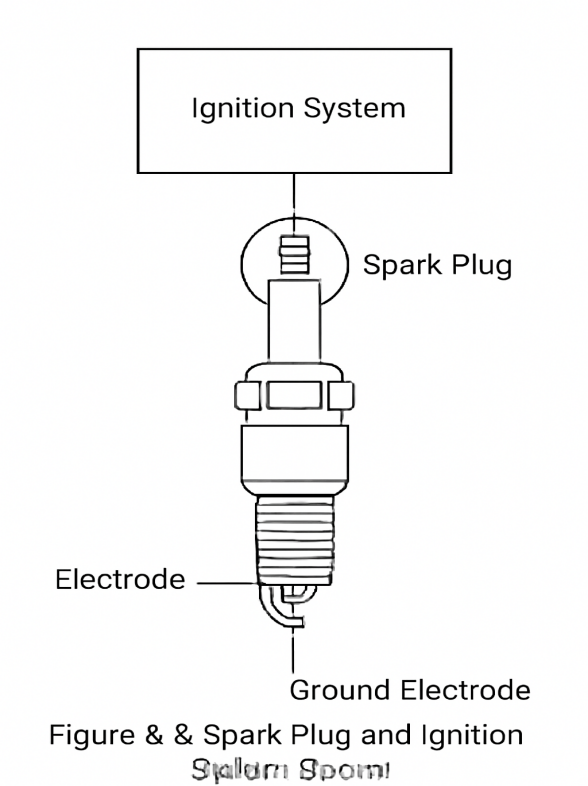 Ignition System
Spark Plug
Electrode
Ground Electrode
Figure & & Spark Plug and Ignition